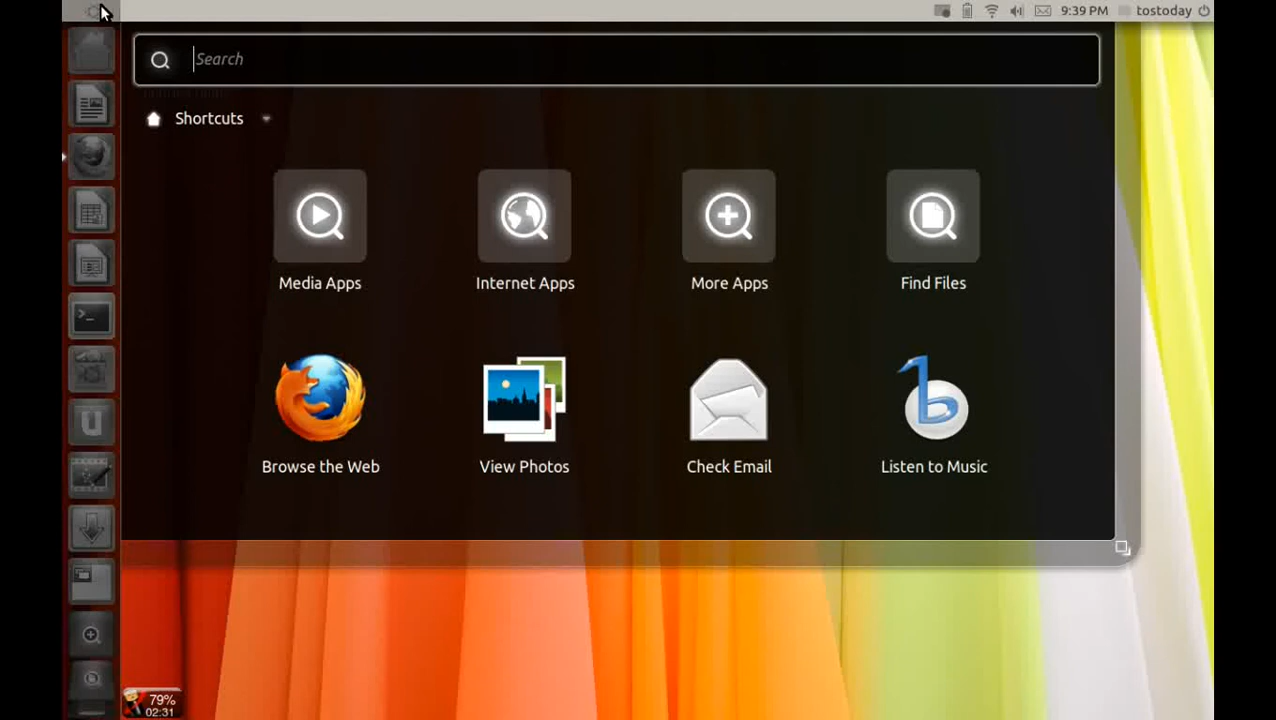 9:39 PM tostoday
Search
Shortcuts
Media Apps Internet Apps More Apps Find Files
Browse the Web View Photos Check Email Listen to Music
79%
02:31